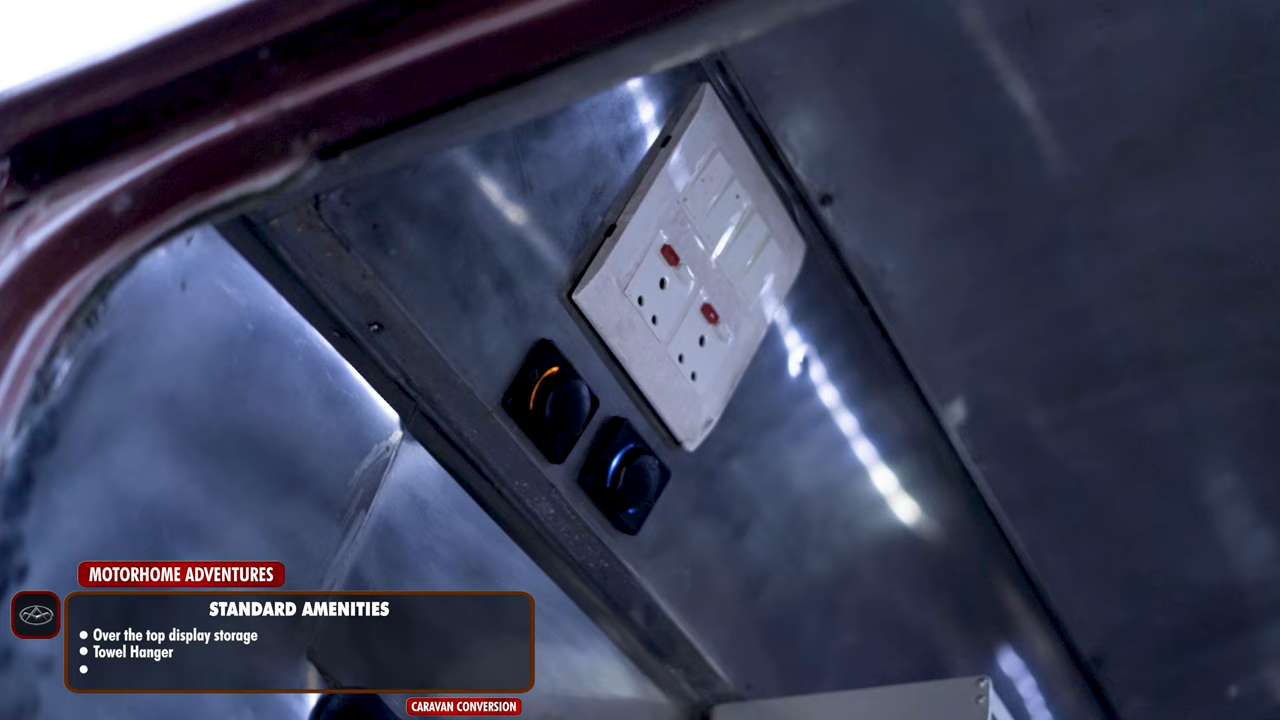 MOTORHOME ADVENTURES
STANDARD AMENITIES
● Over the top display storage
● Towel Hanger
●
CARAVAN CONVERSION